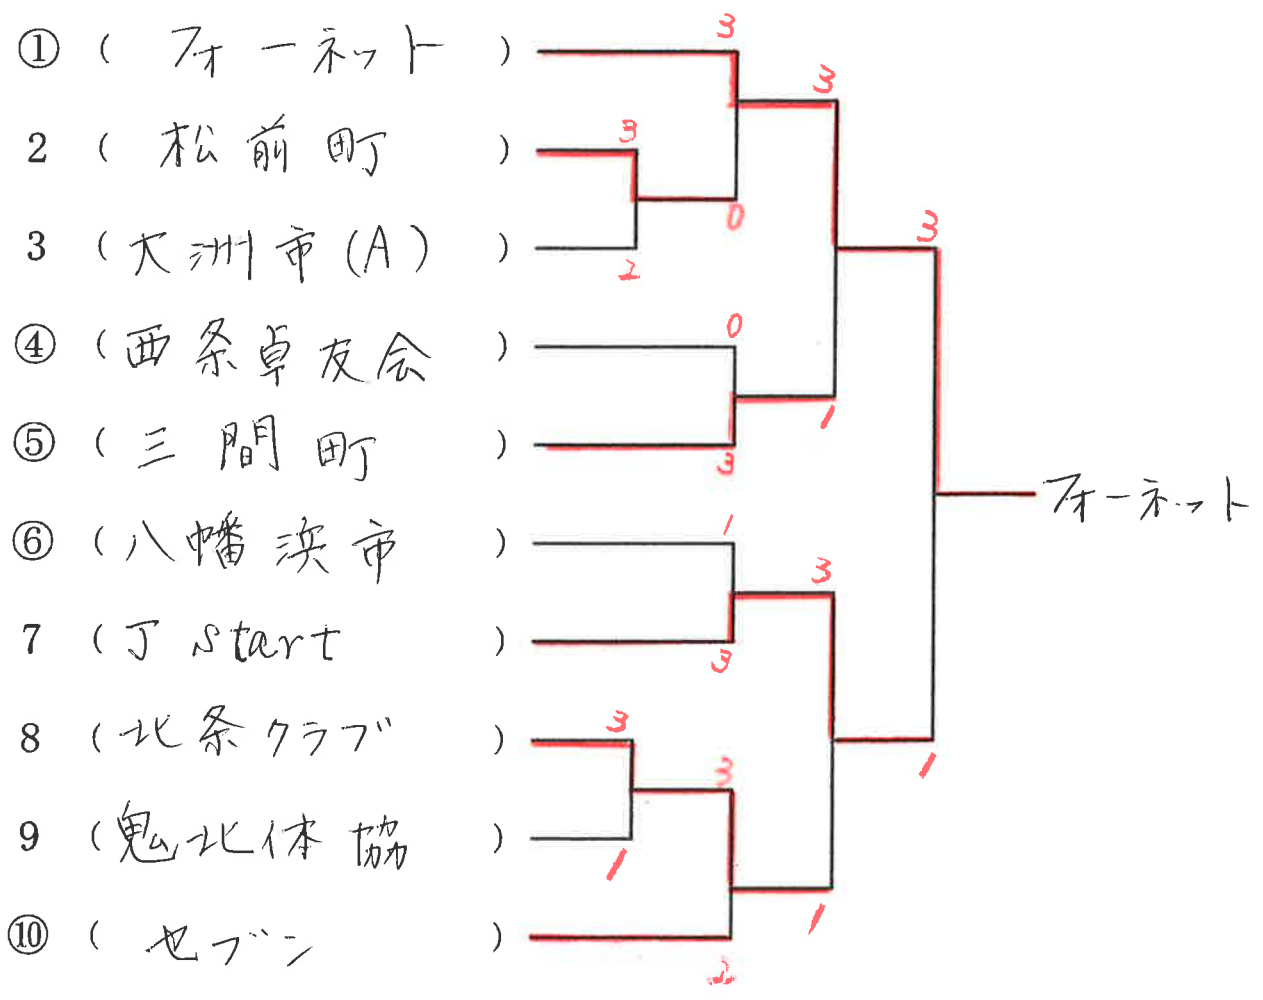 3
① ( フォーネット )
3
2 ( 松前町 )
3
3 ( 大洲市(A) )
0
3
2
④ ( 西条卓友会 )
0
⑤ ( 三間町 )
1
3
フォーネット
⑥ ( 八幡浜市 )
1
3
7 ( J Start )
3
8 ( 北条クラブ )
3
3
1
9 ( 鬼北体協 )
1
⑩ ( セブン )
1
2